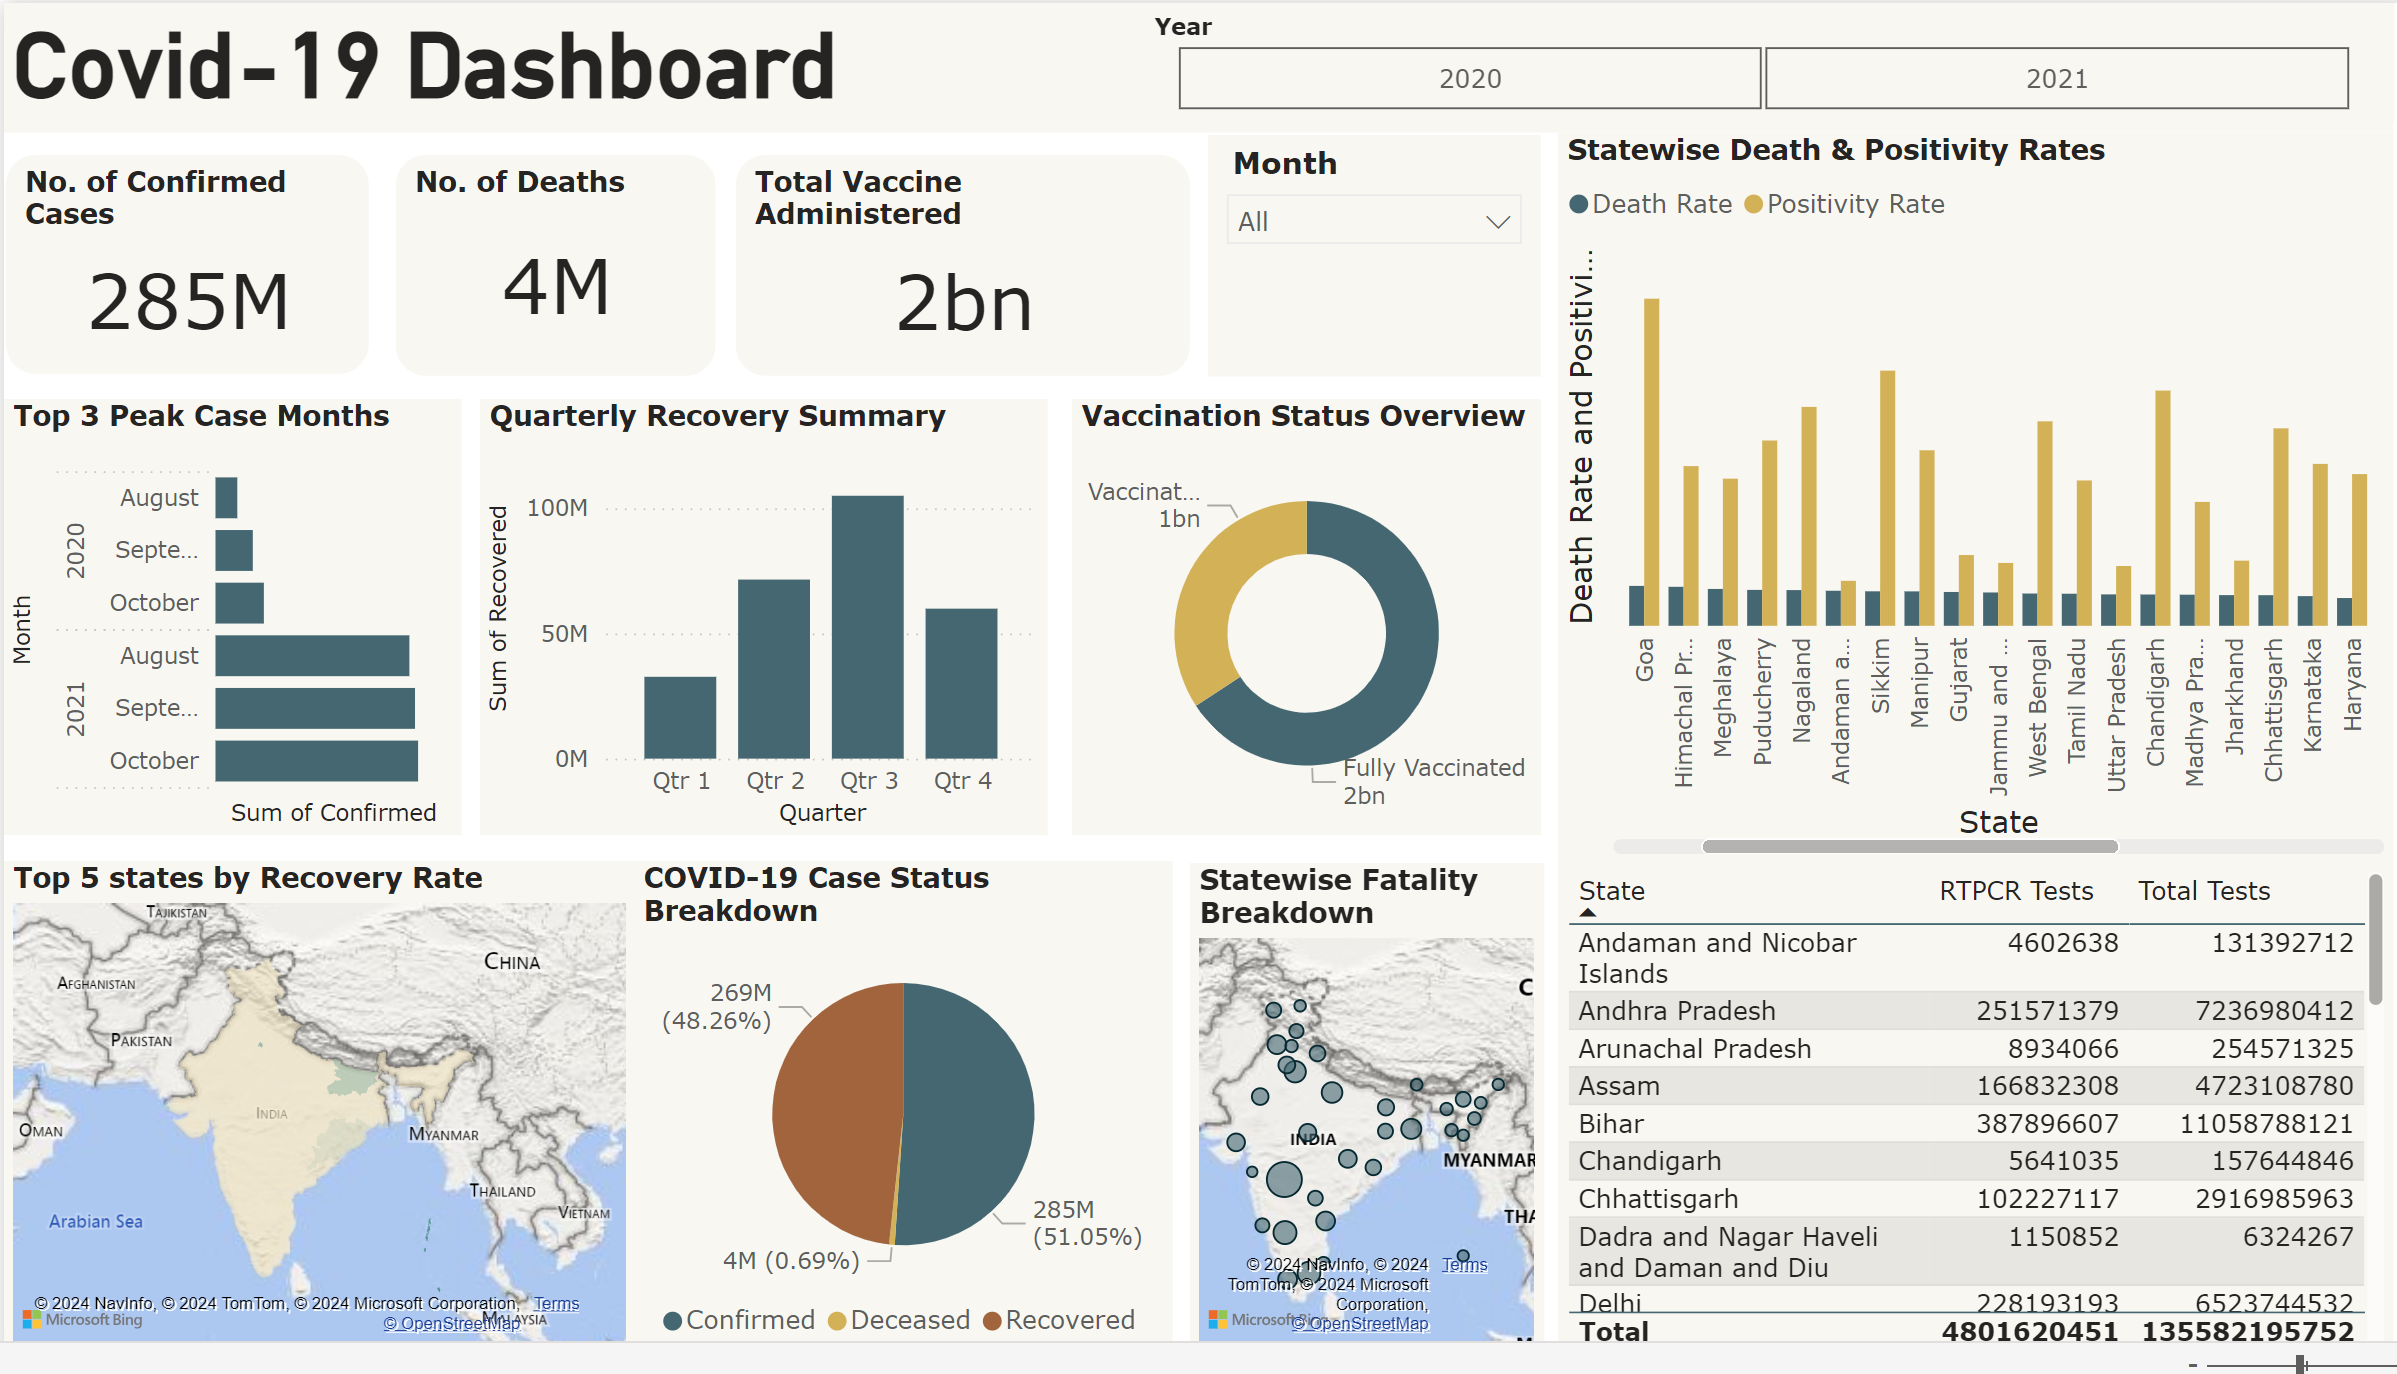 Covid-19 Dashboard
Year
2020
2021
No. of Confirmed
Cases
285M
No. of Deaths
4M
Total Vaccine
Administered
2bn
Month
All
Statewise Death & Positivity Rates
Death Rate
Positivity Rate
Death Rate and Positivi...
Goa
Himachal Pr...
Meghalaya
Puducherry
Nagaland
Andaman a...
Sikkim
Manipur
Gujarat
Jammu and ...
West Bengal
Tamil Nadu
Uttar Pradesh
Chandigarh
Madhya Pra...
Jharkhand
Chhattisgarh
Karnataka
Haryana
State
Top 3 Peak Case Months
Month
2020
August
Septe...
October
2021
August
Septe...
October
Sum of Confirmed
Quarterly Recovery Summary
Sum of Recovered
100M
50M
0M
Qtr 1
Qtr 2
Qtr 3
Qtr 4
Quarter
Vaccination Status Overview
Vaccinat...
1bn
Fully Vaccinated
2bn
Top 5 states by Recovery Rate
TAJIKISTAN
CHINA
AFGHANISTAN
PAKISTAN
INDIA
OMAN
MYANMAR
THAILAND
VIETNAM
Arabian Sea
© 2024 NavInfo, © 2024 TomTom, © 2024 Microsoft Corporation, Terms
Microsoft Bing
© OpenStreetMap
MALAYSIA
COVID-19 Case Status
Breakdown
269M
(48.26%)
285M
(51.05%)
4M (0.69%)
Confirmed
Deceased
Recovered
Statewise Fatality
Breakdown
C
INDIA
MYANMAR
THA
© 2024 NavInfo, © 2024 Terms
TomTom, © 2024 Microsoft
Corporation,
Microsoft Bing
© OpenStreetMap
State RTPCR Tests Total Tests
Andaman and Nicobar 4602638 131392712
Islands
Andhra Pradesh 251571379 7236980412
Arunachal Pradesh 8934066 254571325
Assam 166832308 4723108780
Bihar 387896607 11058788121
Chandigarh 5641035 157644846
Chhattisgarh 102227117 2916985963
Dadra and Nagar Haveli 1150852 6324267
and Daman and Diu
Delhi 228193193 6523744532
Total 4801620451 135582195752
-